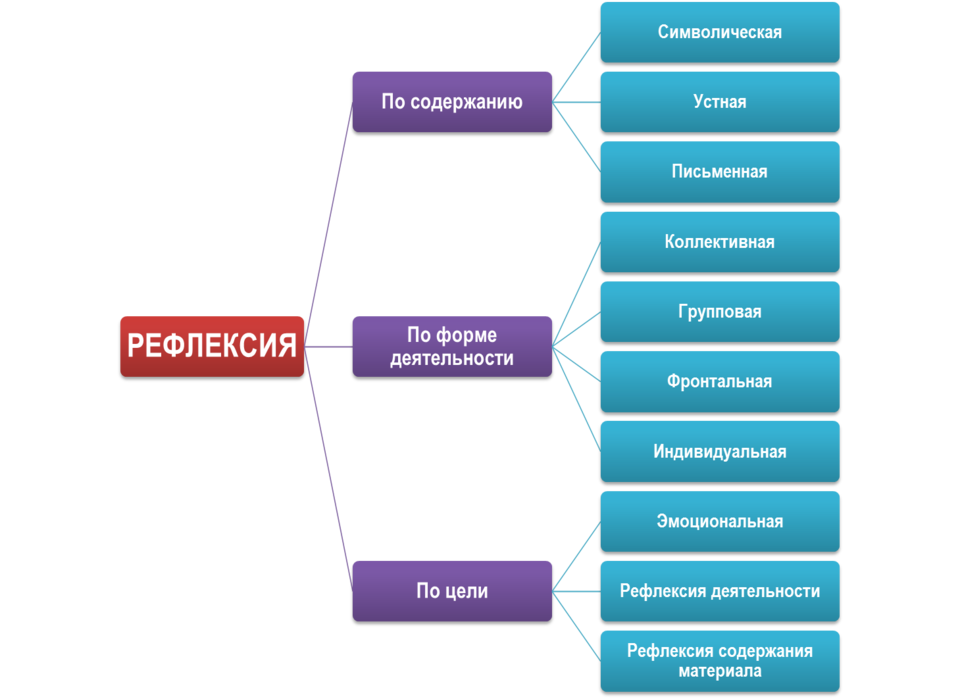 РЕФЛЕКСИЯ
По содержанию
Символическая
Устная
Письменная
По форме
деятельности
Коллективная
Групповая
Фронтальная
Индивидуальная
По цели
Эмоциональная
Рефлексия деятельности
Рефлексия содержания
материала